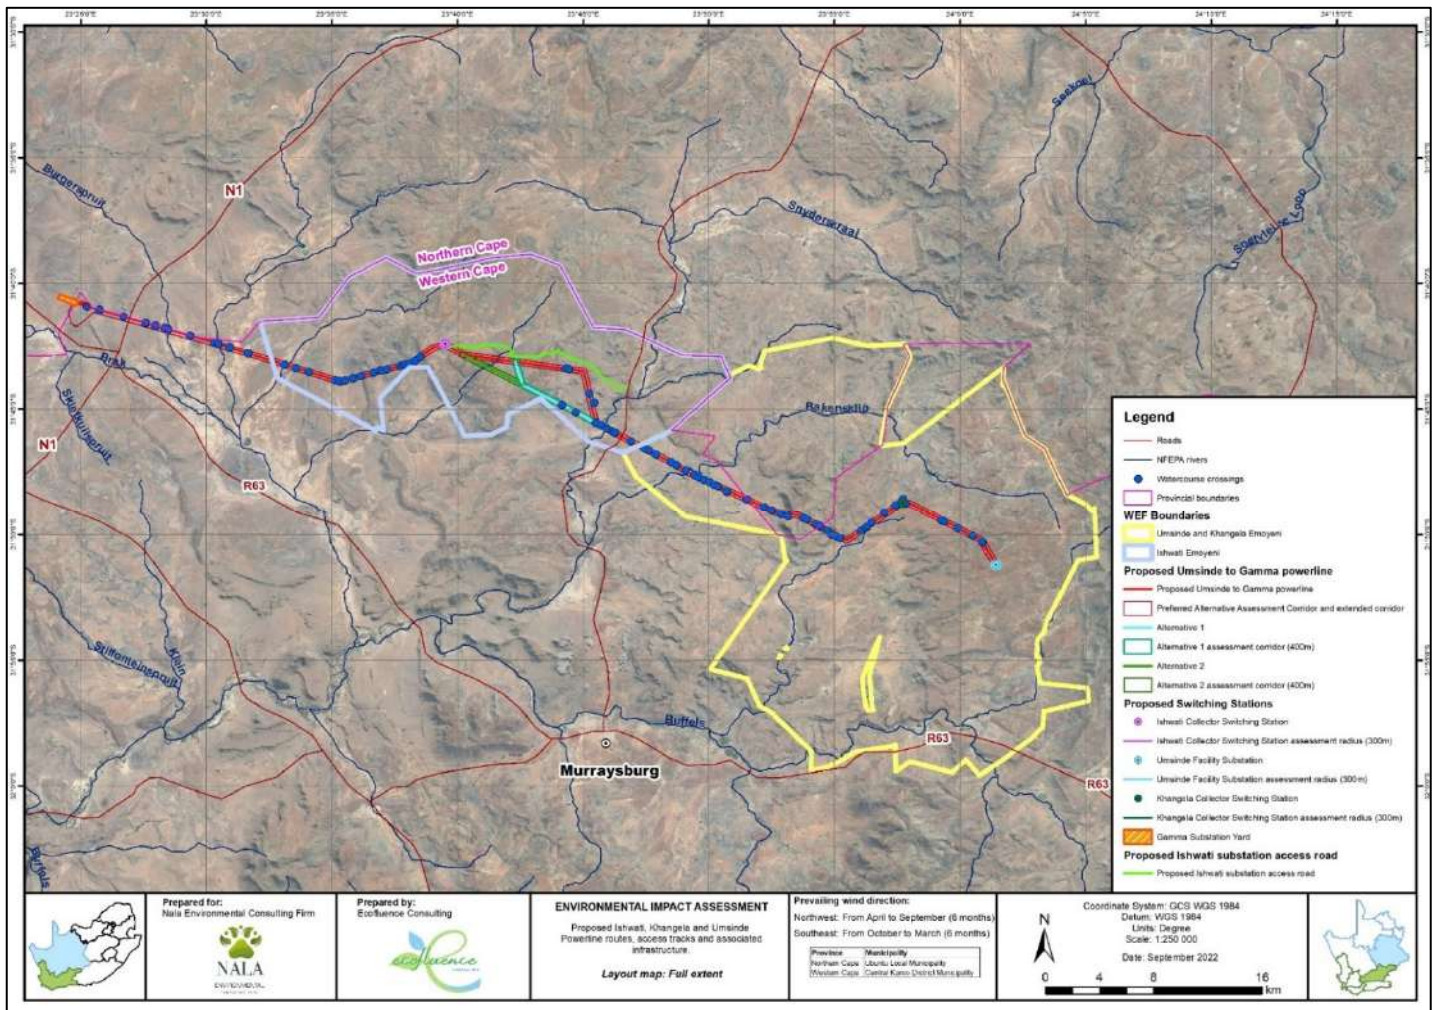 N1
Burgerspruit
Seekoei
Snyderskraal
Northern Cape
Western Cape
Brak
N1
R63
Rakensklip
Klein
Buffels
R63
R63
Murraysburg
Buffels
Legend
Roads
NFEPA rivers
Watercourse crossings
Provincial boundaries
WEF Boundaries
Umsinde and Khangela Emoyeni
Ishwati Emoyeni
Proposed Umsinde to Gamma powerline
Proposed Umsinde to Gamma powerline
Preferred Alternative Assessment Corridor and extended corridor
Alternative 1
Alternative 1 assessment corridor (400m)
Alternative 2
Alternative 2 assessment corridor (400m)
Proposed Switching Stations
Ishwati Collector Switching Station
Ishwati Collector Switching Station assessment radius (300m)
Umsinde Facility Substation
Umsinde Facility Substation assessment radius (300m)
Khangela Collector Switching Station
Khangela Collector Switching Station assessment radius (300m)
Gamma Substation Yard
Proposed Ishwati substation access road
Proposed Ishwati substation access road
Prepared for:
Nala Environmental Consulting Firm
NALA
ENVIRONMENTAL
Prepared by:
Ecofluence Consulting
ecofluence
ENVIRONMENTAL IMPACT ASSESSMENT
Proposed Ishwati, Khangela and Umsinde
Powerline routes, access tracks and associated
infrastructure.
Layout map: Full extent
Prevailing wind direction:
Northwest: From April to September (6 months)
Southeast: From October to March (6 months)
Province Municipality
Northern Cape Ubuntu Local Municipality
Western Cape Central Karoo District Municipality
N
Coordinate System: GCS WGS 1984
Datum: WGS 1984
Units: Degree
Scale: 1:250 000
Date: September 2022
0 4 8 16
km